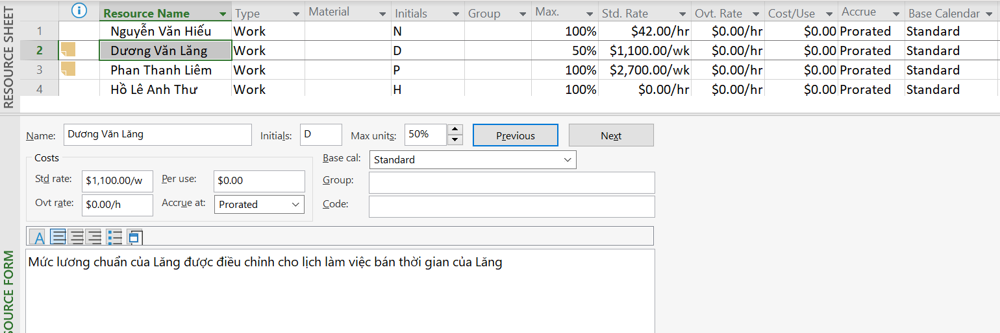 RESOURCE SHEET
Resource Name Type Material Initials Group Max. Std. Rate Ovt. Rate Cost/Use Accrue Base Calendar
1 Nguyễn Văn Hiếu Work N 100% $42.00/hr $0.00/hr $0.00 Prorated Standard
2 Dương Văn Lăng Work D 50% $1,100.00/wk $0.00/hr $0.00 Prorated Standard
3 Phan Thanh Liêm Work P 100% $2,700.00/wk $0.00/hr $0.00 Prorated Standard
4 Hồ Lê Anh Thư Work H 100% $0.00/hr $0.00/hr $0.00 Prorated Standard
SOURCE FORM
Name: Dương Văn Lăng Initials: D Max units: 50% Previous Next
Costs Base cal: Standard
Std rate: $1,100.00/w Per use: $0.00 Group:
Ovt rate: $0.00/h Accrue at: Prorated Code:
A
Mức lương chuẩn của Lăng được điều chỉnh cho lịch làm việc bán thời gian của Lăng